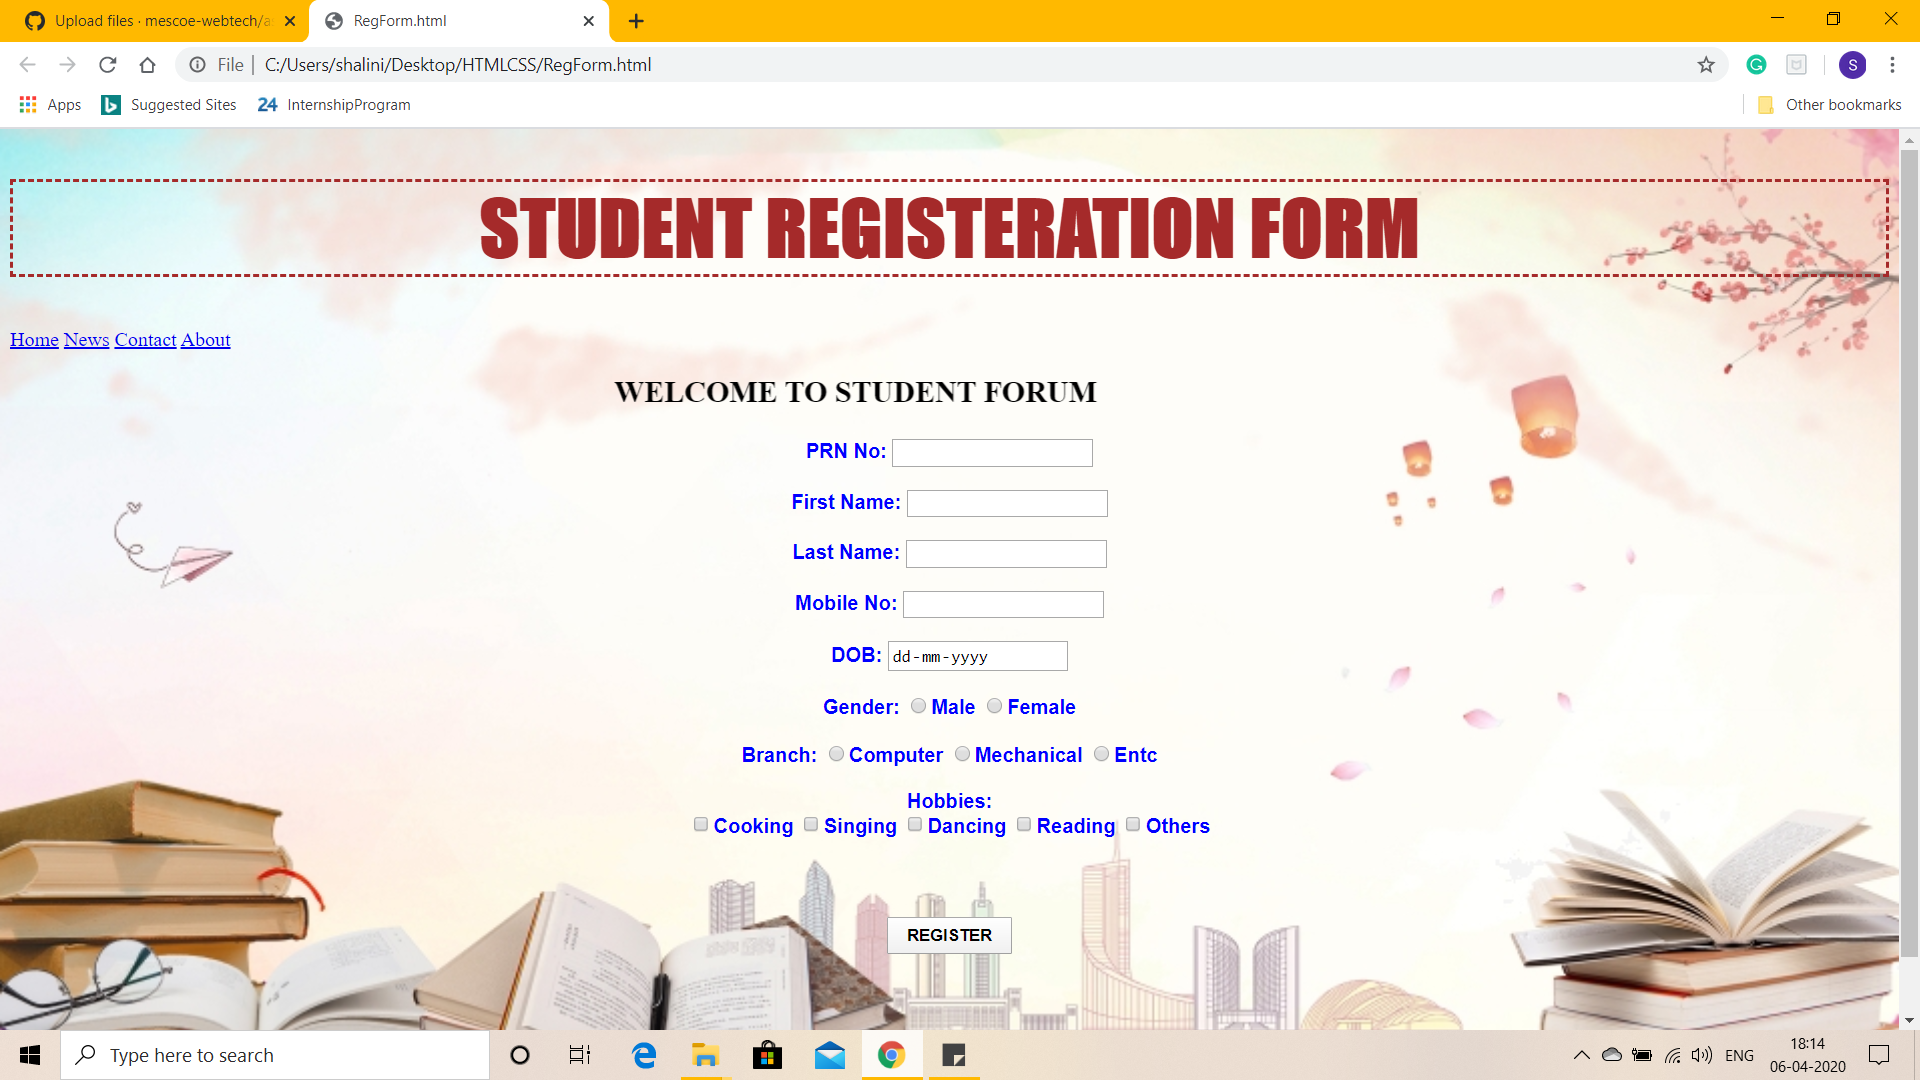 Upload files · mescoe-webtech/a
RegForm.html
File | C:/Users/shalini/Desktop/HTMLCSS/RegForm.html
S
Apps Suggested Sites 24 InternshipProgram Other bookmarks
STUDENT REGISTERATION FORM
Home News Contact About
WELCOME TO STUDENT FORUM
PRN No:
First Name:
Last Name:
Mobile No:
DOB: dd-mm-yyyy
Gender: Male Female
Branch: Computer Mechanical Entc
Hobbies:
Cooking Singing Dancing Reading Others
REGISTER
Type here to search
ENG
18:14
06-04-2020